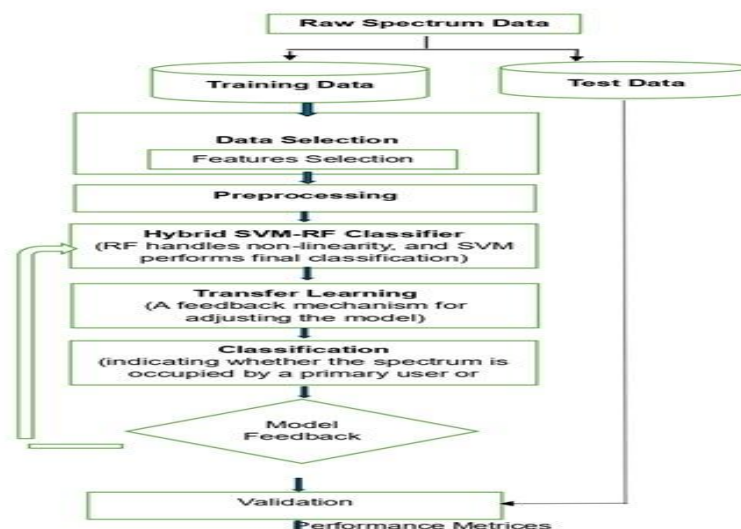 Raw Spectrum Data
Training Data
Test Data
Data Selection
Features Selection
Preprocessing
Hybrid SVM-RF Classifier
(RF handles non-linearity, and SVM
performs final classification)
Transfer Learning
(A feedback mechanism for
adjusting the model)
Classification
(indicating whether the spectrum is
occupied by a primary user or
Model
Feedback
Validation
Performance Metrices